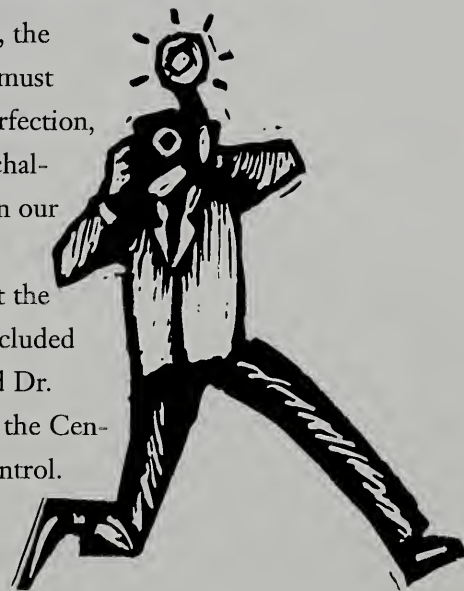 , the
must
rfection,
chal-
n our
t the
cluded
d Dr.
the Cen-
ntrol.